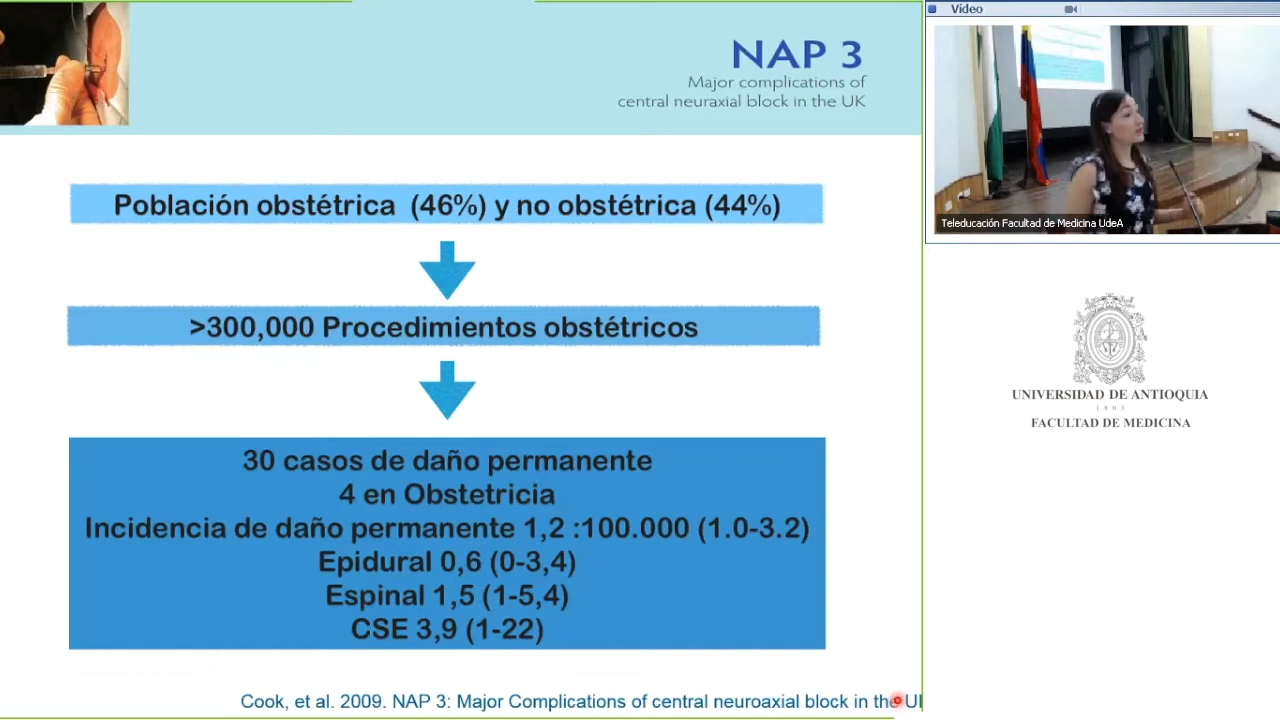 NAP 3
Major complications of
central neuraxial block in the UK
Población obstétrica (46%) y no obstétrica (44%)
>300,000 Procedimientos obstétricos
30 casos de daño permanente
4 en Obstetricia
Incidencia de daño permanente 1,2 :100.000 (1.0-3.2)
Epidural 0,6 (0-3,4)
Espinal 1,5 (1-5,4)
CSE 3,9 (1-22)
Cook, et al. 2009. NAP 3: Major Complications of central neuroaxial block in the
Vídeo
Teleducación Facultad de Medicina UdeA
UNIVERSIDAD DE ANTIOQUIA
1803
FACULTAD DE MEDICINA